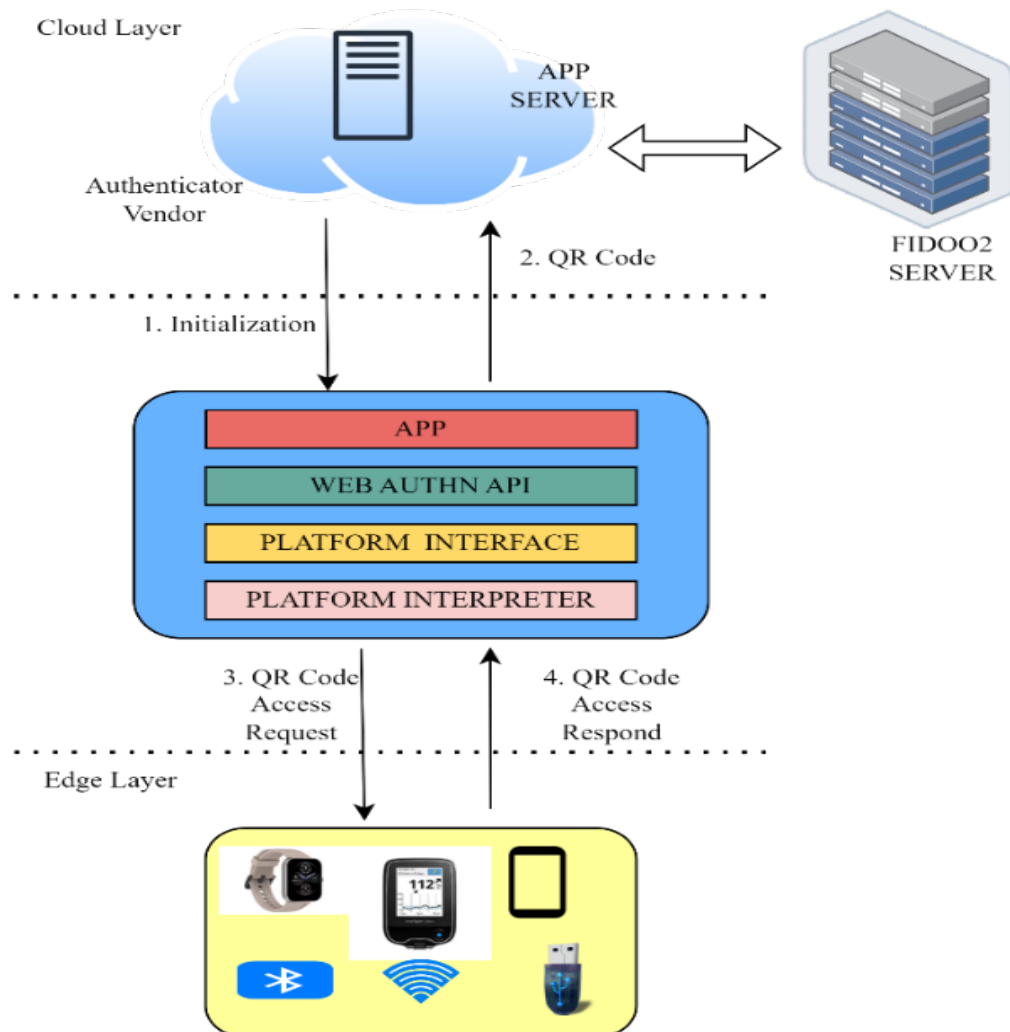 Cloud Layer
APP
SERVER
Authenticator
Vendor
2. QR Code
FIDOO2
SERVER
1. Initialization
APP
WEB AUTHN API
PLATFORM INTERFACE
PLATFORM INTERPRETER
3. QR Code
Access
Request
4. QR Code
Access
Respond
Edge Layer
112